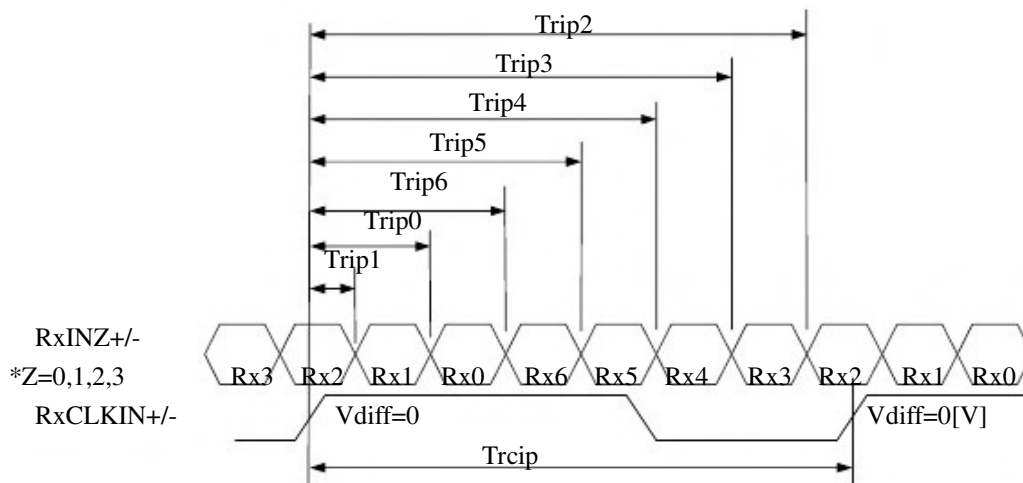 Trip2
Trip3
Trip4
Trip5
Trip6
Trip0
Trip1
RxINZ+/-
*Z=0,1,2,3
Rx3 Rx2 Rx1 Rx0 Rx6 Rx5 Rx4 Rx3 Rx2 Rx1 Rx0
RxCLKIN+/-
Vdiff=0 Vdiff=0[V]
Trcip